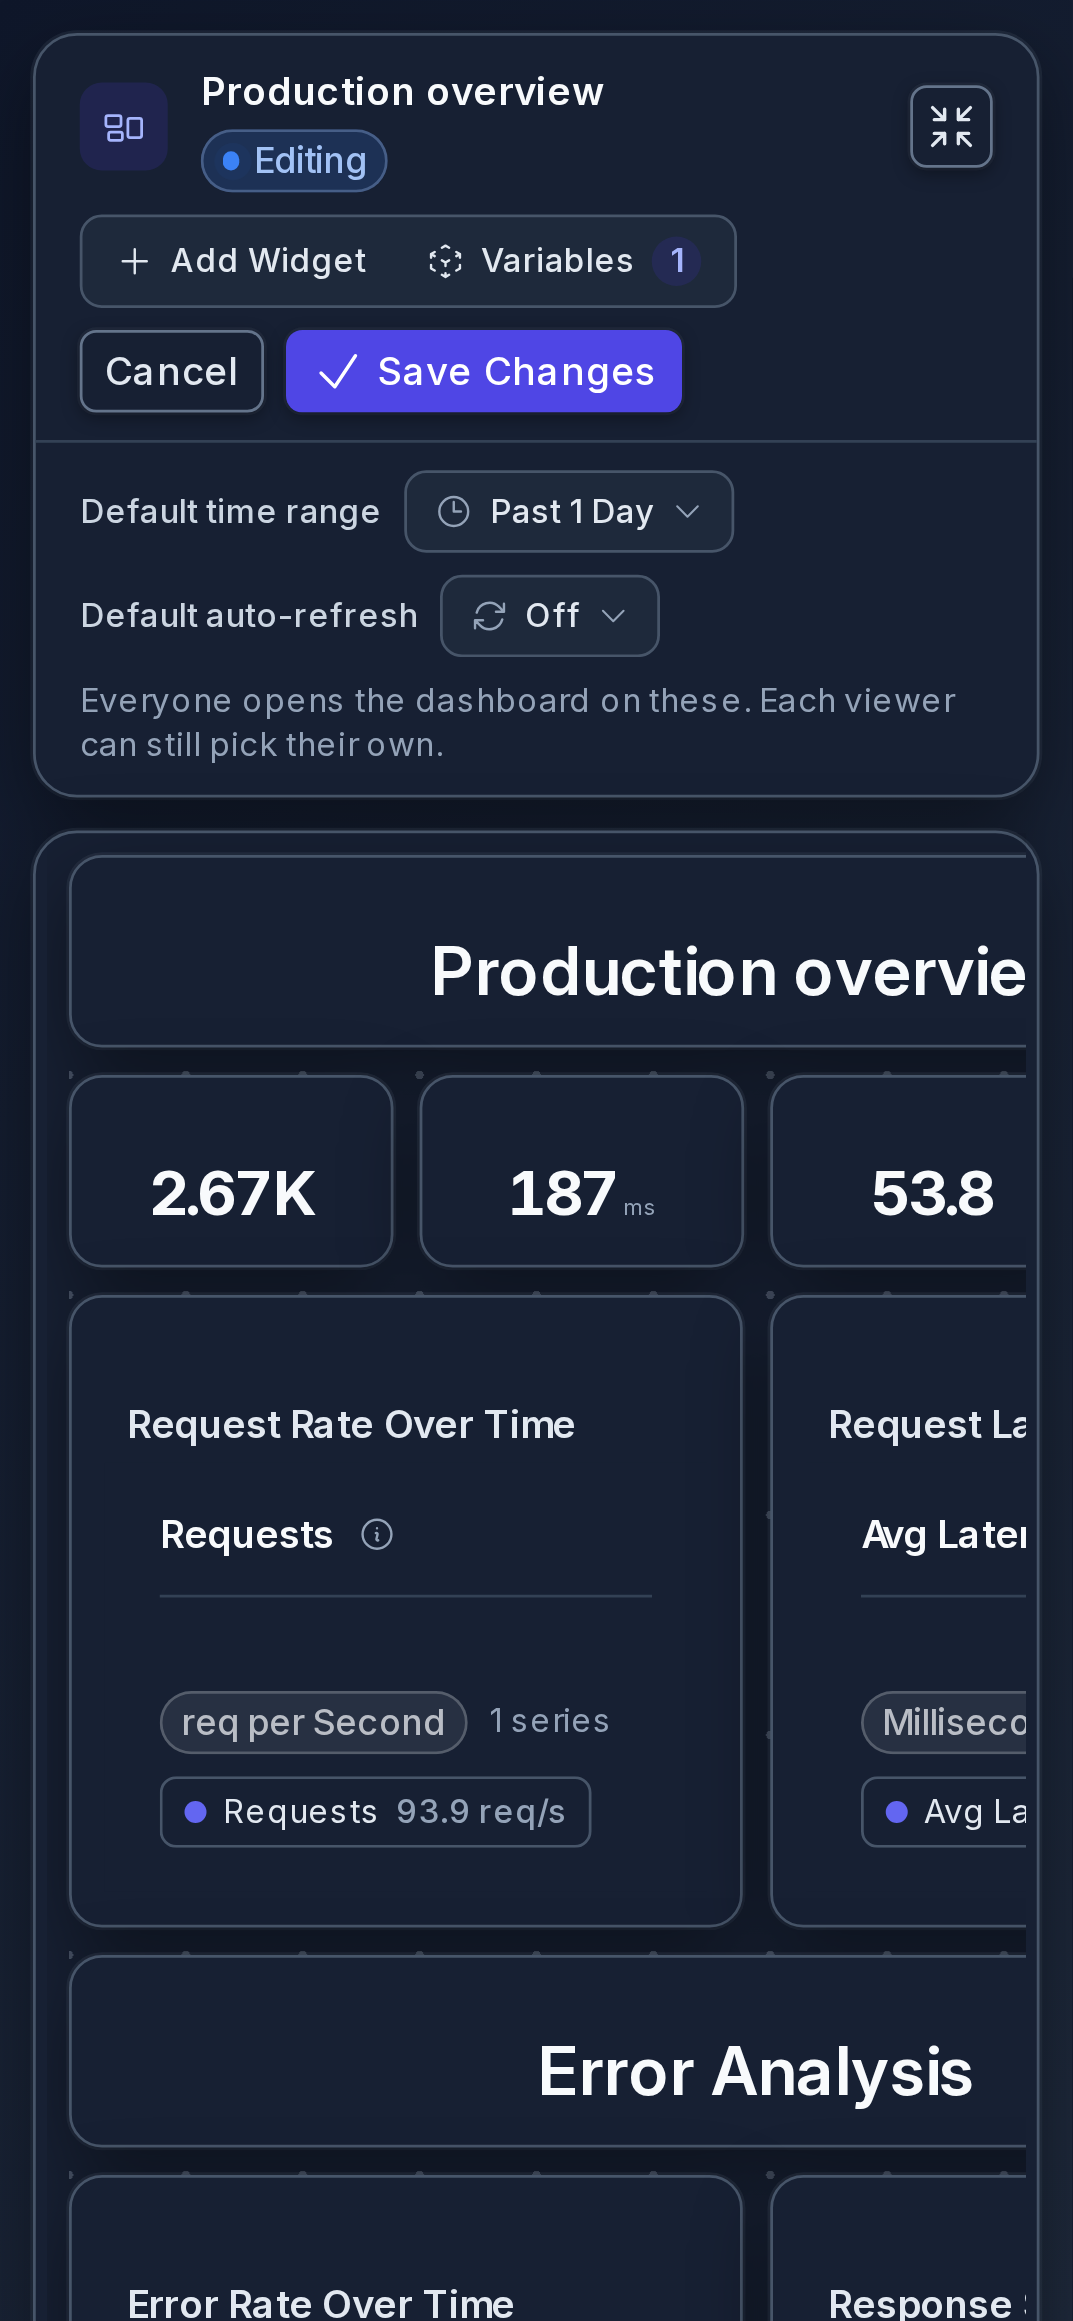 Production overview
Editing
Add Widget
Variables 1
Cancel
Save Changes
Default time range
Past 1 Day
Default auto-refresh
Off
Everyone opens the dashboard on these. Each viewer
can still pick their own.
Production overvie
2.67K
187 ms
53.8
Request Rate Over Time
Request La
Requests
Avg Later
req per Second
1 series
Milliseco
Requests 93.9 req/s
Avg La
Error Analysis
Error Rate Over Time
Response